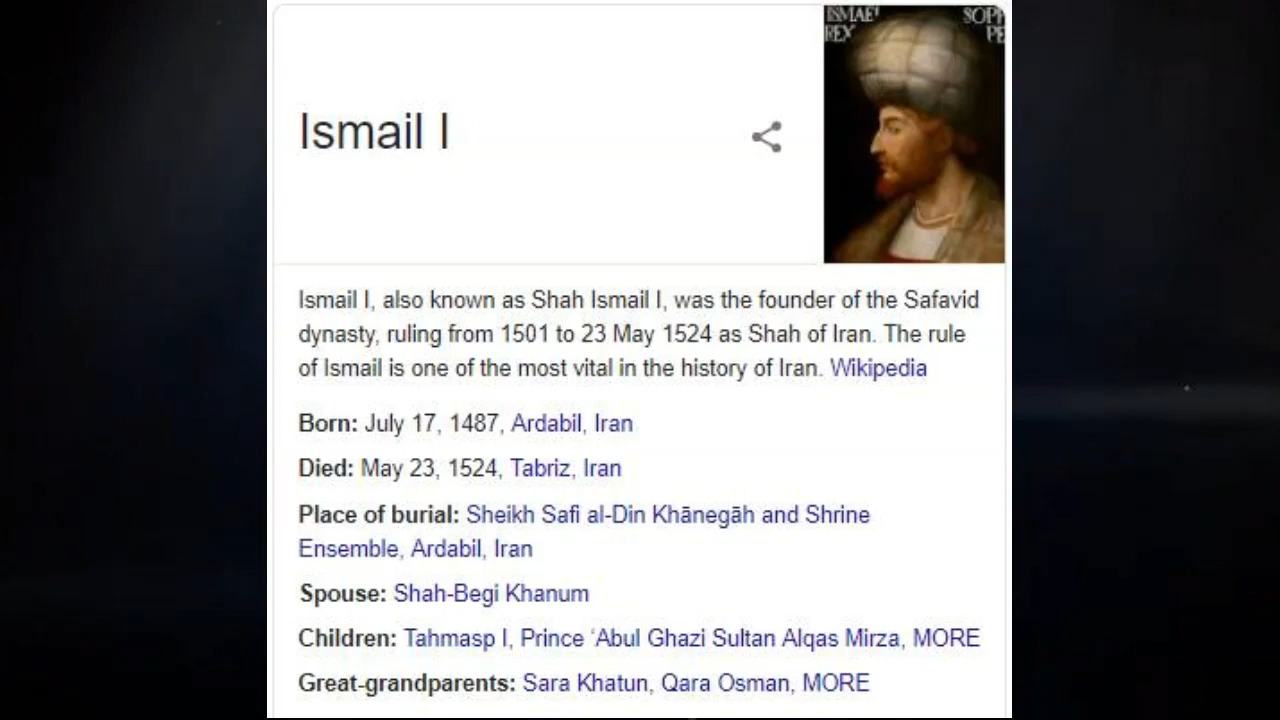 ISMAEL
REX
SOPH
PE
Ismail I
Ismail I, also known as Shah Ismail I, was the founder of the Safavid
dynasty, ruling from 1501 to 23 May 1524 as Shah of Iran. The rule
of Ismail is one of the most vital in the history of Iran. Wikipedia
Born: July 17, 1487, Ardabil, Iran
Died: May 23, 1524, Tabriz, Iran
Place of burial: Sheikh Safi al-Din Khānegāh and Shrine
Ensemble, Ardabil, Iran
Spouse: Shah-Begi Khanum
Children: Tahmasp I, Prince ‘Abul Ghazi Sultan Alqas Mirza, MORE
Great-grandparents: Sara Khatun, Qara Osman, MORE